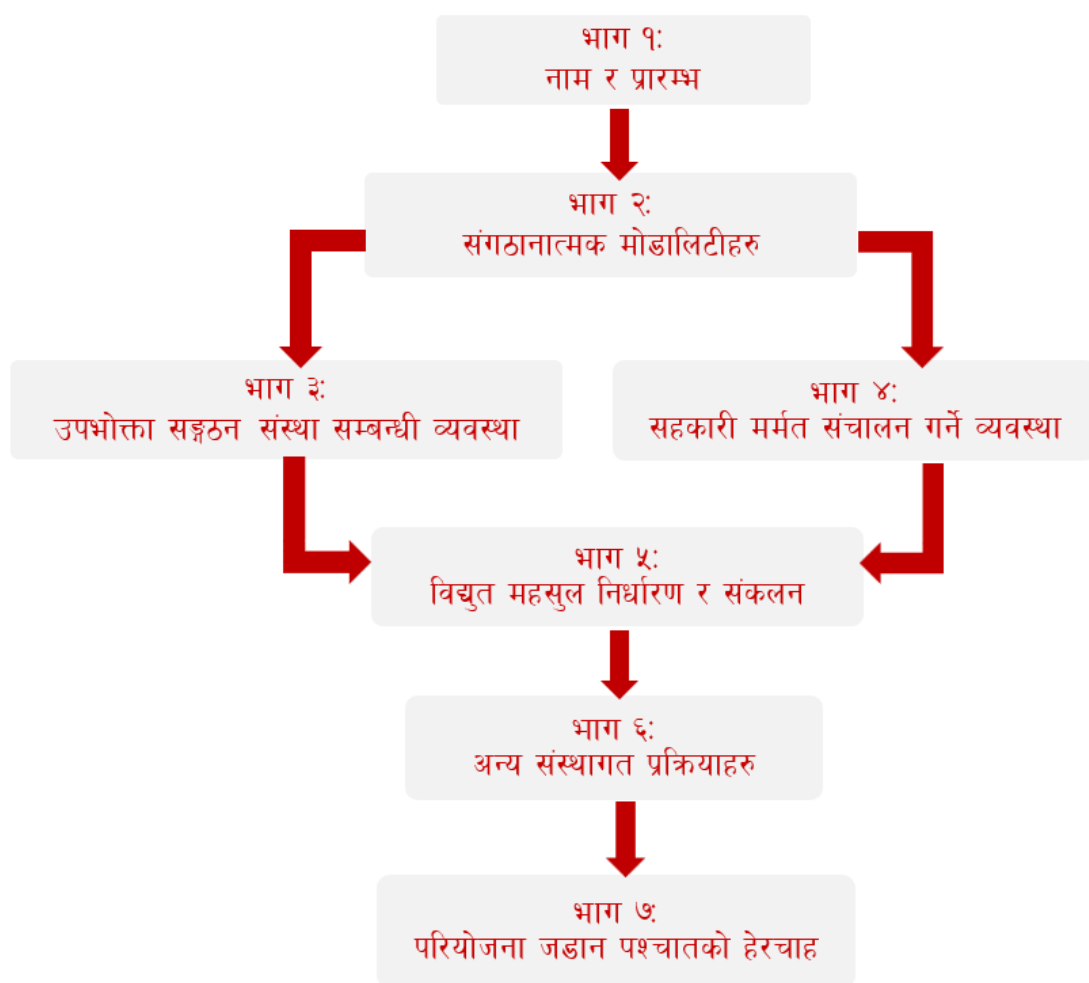 भाग १:
नाम र प्रारम्भ
भाग २:
संगठानात्मक मोडालिटीहरु
भाग ३:
उपभोक्ता सङ्गठन संस्था सम्बन्धी व्यवस्था
भाग ४:
सहकारी मर्मत संचालन गर्ने व्यवस्था
भाग ५:
विद्युत महसुल निर्धारण र संकलन
भाग ६:
अन्य संस्थागत प्रक्रियाहरु
भाग ७:
परियोजना जडान पश्चातको हेरचाह